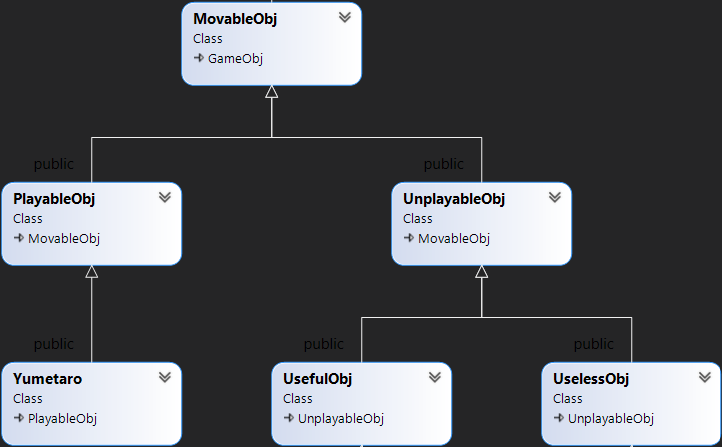 MovableObj
Class
GameObj
public
public
PlayableObj
Class
MovableObj
UnplayableObj
Class
MovableObj
public
public
public
Yumetaro
Class
PlayableObj
UsefulObj
Class
UnplayableObj
UselessObj
Class
UnplayableObj